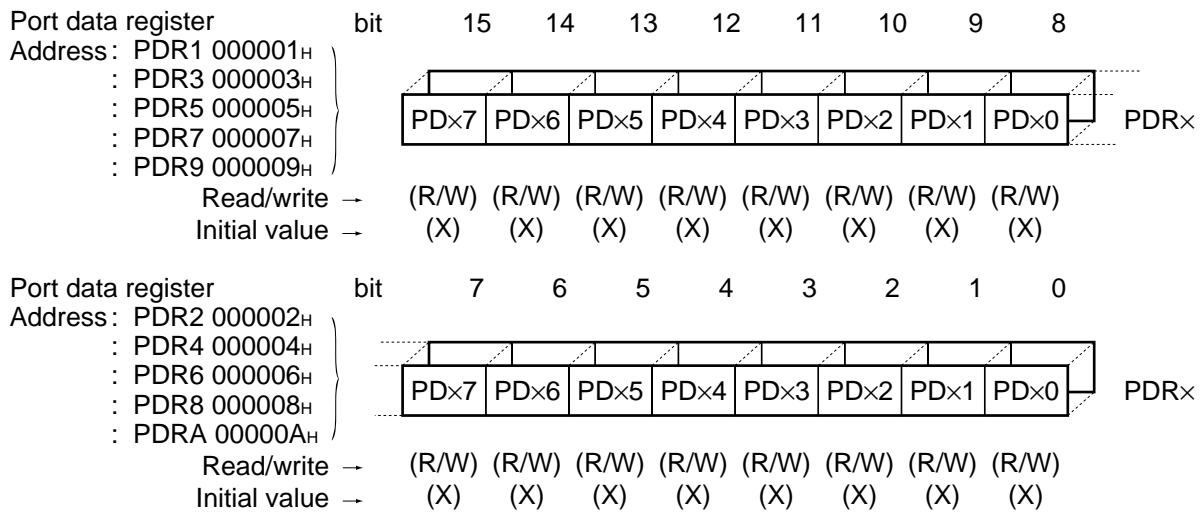 Port data register bit 15 14 13 12 11 10 9 8
Address: PDR1 000001H
: PDR3 000003H
: PDR5 000005H
: PDR7 000007H
: PDR9 000009H
PD×7 PD×6 PD×5 PD×4 PD×3 PD×2 PD×1 PD×0 PDR×
Read/write → (R/W) (R/W) (R/W) (R/W) (R/W) (R/W) (R/W) (R/W)
Initial value → (X) (X) (X) (X) (X) (X) (X) (X)
Port data register bit 7 6 5 4 3 2 1 0
Address: PDR2 000002H
: PDR4 000004H
: PDR6 000006H
: PDR8 000008H
: PDRA 00000AH
PD×7 PD×6 PD×5 PD×4 PD×3 PD×2 PD×1 PD×0 PDR×
Read/write → (R/W) (R/W) (R/W) (R/W) (R/W) (R/W) (R/W) (R/W)
Initial value → (X) (X) (X) (X) (X) (X) (X) (X)